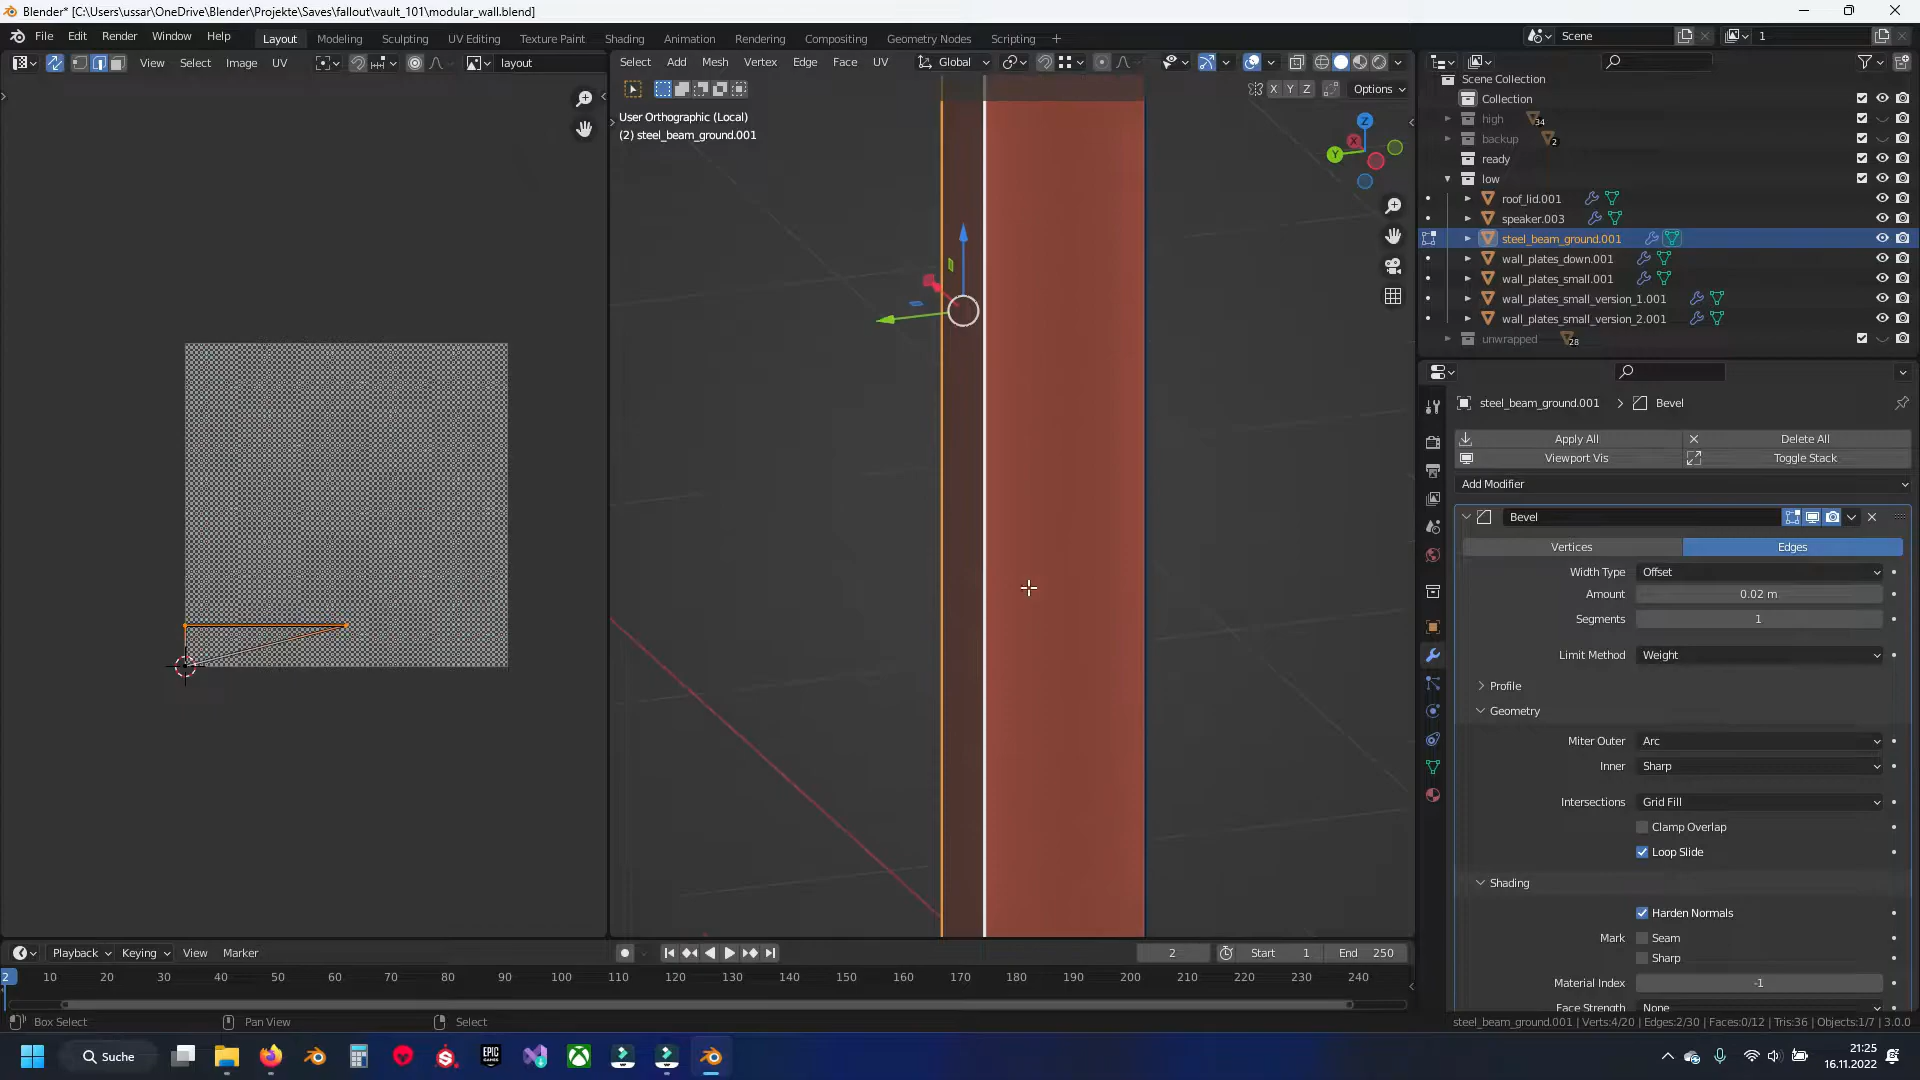 Blender* [C:\Users\ussar\OneDrive\Blender\Projekte\Saves\fallout\vault_101\modular_wall.blend]
File Edit Render Window Help
Layout Modeling Sculpting UV Editing Texture Paint Shading Animation Rendering Compositing Geometry Nodes Scripting +
Scene
1
View Select Image UV
layout
Select Add Mesh Vertex Edge Face UV
Global
X Y Z
Options
User Orthographic (Local)
(2) steel_beam_ground.001
Z
X
Y
Scene Collection
Collection
high 34
backup 2
ready
low
roof_lid.001
speaker.003
steel_beam_ground.001
wall_plates_down.001
wall_plates_small.001
wall_plates_small_version_1.001
wall_plates_small_version_2.001
unwrapped 28
steel_beam_ground.001 > Bevel
Apply All Delete All
Viewport Vis Toggle Stack
Add Modifier
Bevel
Vertices Edges
Width Type Offset
Amount 0.02 m
Segments 1
Limit Method Weight
Profile
Geometry
Miter Outer Arc
Inner Sharp
Intersections Grid Fill
Clamp Overlap
Loop Slide
Shading
Harden Normals
Mark Seam
Sharp
Material Index -1
Face Strength None
Playback Keying View Marker
2
Start 1
End 250
2 10 20 30 40 50 60 70 80 90 100 110 120 130 140 150 160 170 180 190 200 210 220 230 240
Box Select
Pan View
Select
steel_beam_ground.001 | Verts:4/20 | Edges:2/30 | Faces:0/12 | Tris:36 | Objects:1/7 | 3.0.0
Suche
EPIC GAMES
21:25
16.11.2022